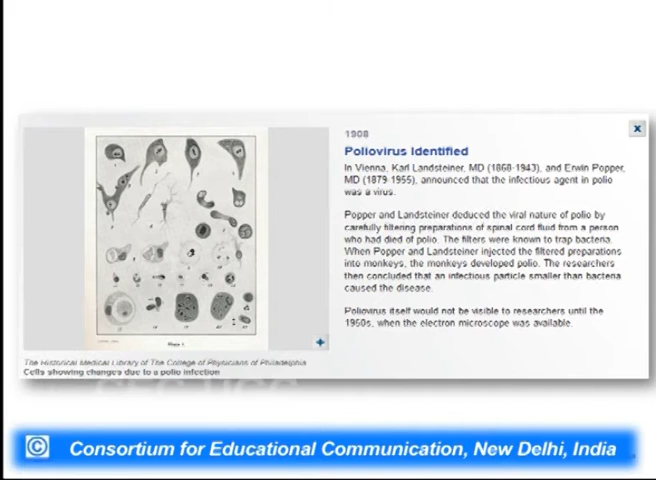 1908
Poliovirus Identified
In Vienna, Karl Landsteiner, MD (1868-1943), and Erwin Popper,
MD (1879-1955), announced that the infectious agent in polio
was a virus.
Popper and Landsteiner deduced the viral nature of polio by
carefully filtering preparations of spinal cord fluid from a person
who had died of polio. The filters were known to trap bacteria.
When Popper and Landsteiner injected the filtered preparations
into monkeys, the monkeys developed polio. The researchers
then concluded that an infectious particle smaller than bacteria
caused the disease.
Poliovirus itself would not be visible to researchers until the
1950s, when the electron microscope was available.
The Historical Medical Library of The College of Physicians of Philadelphia
Cells showing changes due to a polio infection
© Consortium for Educational Communication, New Delhi, India